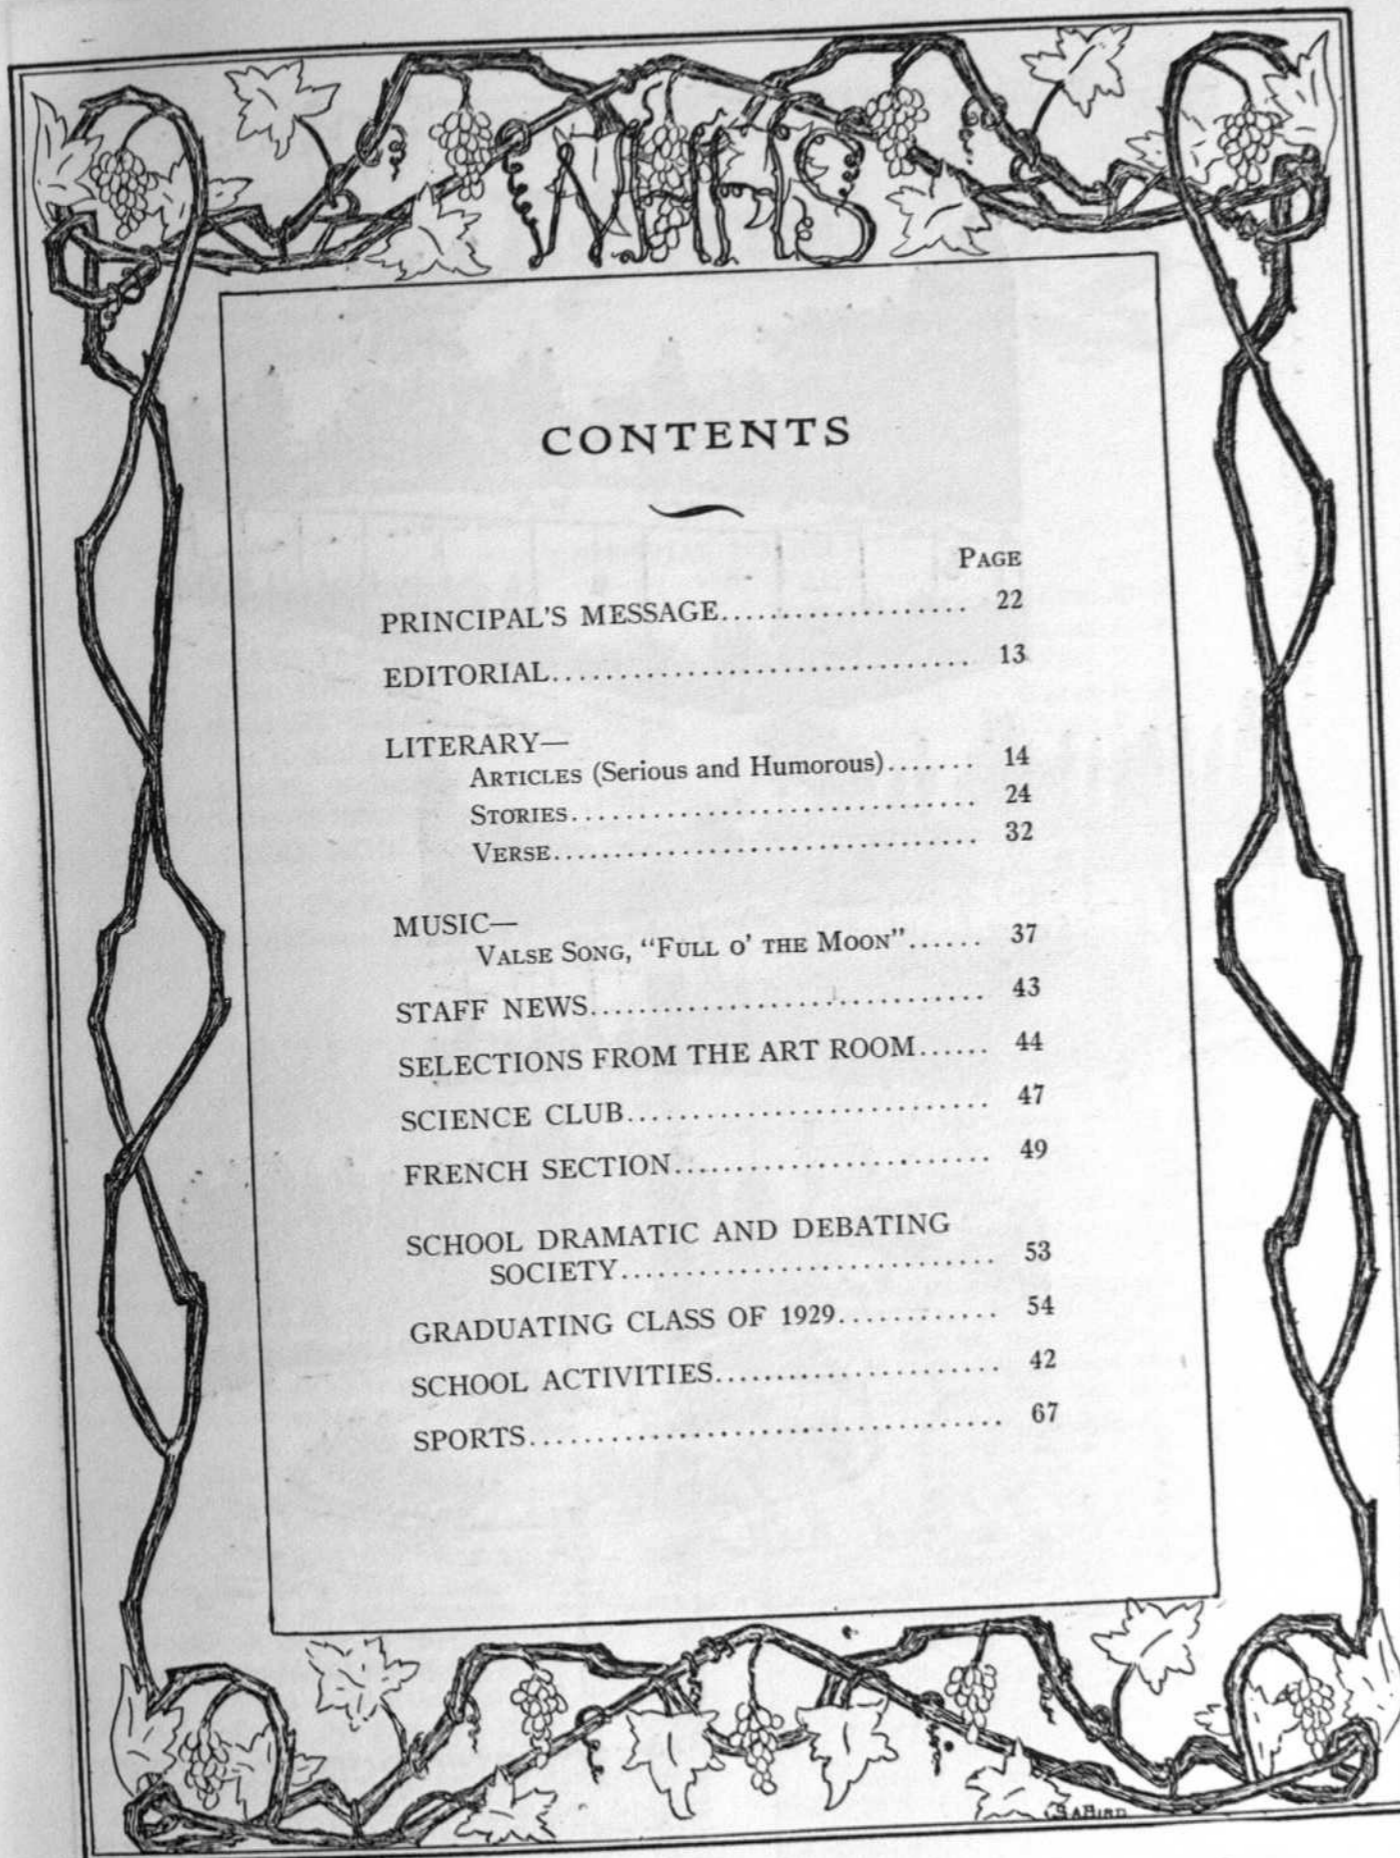 WHHS
CONTENTS
PAGE
PRINCIPAL'S MESSAGE................... 22
EDITORIAL................................ 13
LITERARY—
ARTICLES (Serious and Humorous)....... 14
STORIES................................. 24
VERSE................................... 32
MUSIC—
VALSE SONG, "FULL O' THE MOON"...... 37
STAFF NEWS.............................. 43
SELECTIONS FROM THE ART ROOM...... 44
SCIENCE CLUB............................ 47
FRENCH SECTION......................... 49
SCHOOL DRAMATIC AND DEBATING
SOCIETY............................. 53
GRADUATING CLASS OF 1929............ 54
SCHOOL ACTIVITIES...................... 42
SPORTS................................... 67